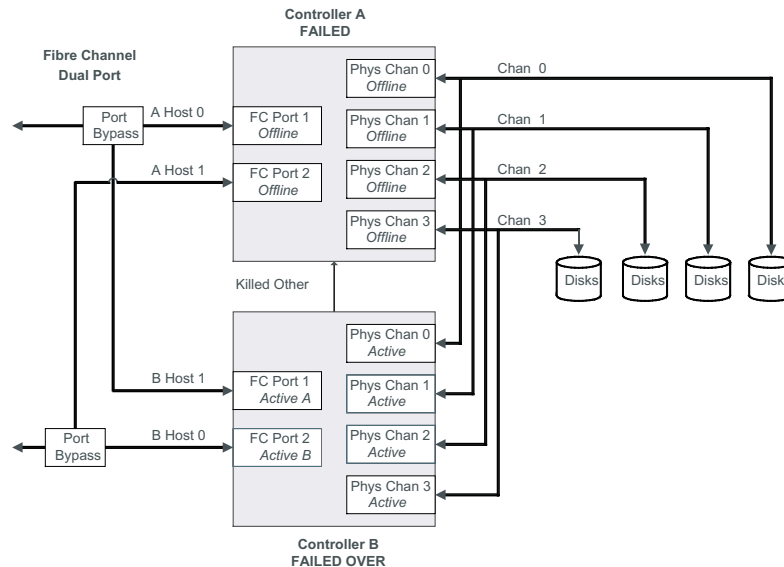 Controller A
FAILED
Fibre Channel
Dual Port
Phys Chan 0
Offline
Chan 0
Port
Bypass
A Host 0
FC Port 1
Offline
Phys Chan 1
Offline
Chan 1
A Host 1
FC Port 2
Offline
Phys Chan 2
Offline
Chan 2
Phys Chan 3
Offline
Chan 3
Disks
Disks
Disks
Disk
Killed Other
Phys Chan 0
Active
B Host 1
FC Port 1
Active A
Phys Chan 1
Active
Port
Bypass
B Host 0
FC Port 2
Active B
Phys Chan 2
Active
Phys Chan 3
Active
Controller B
FAILED OVER